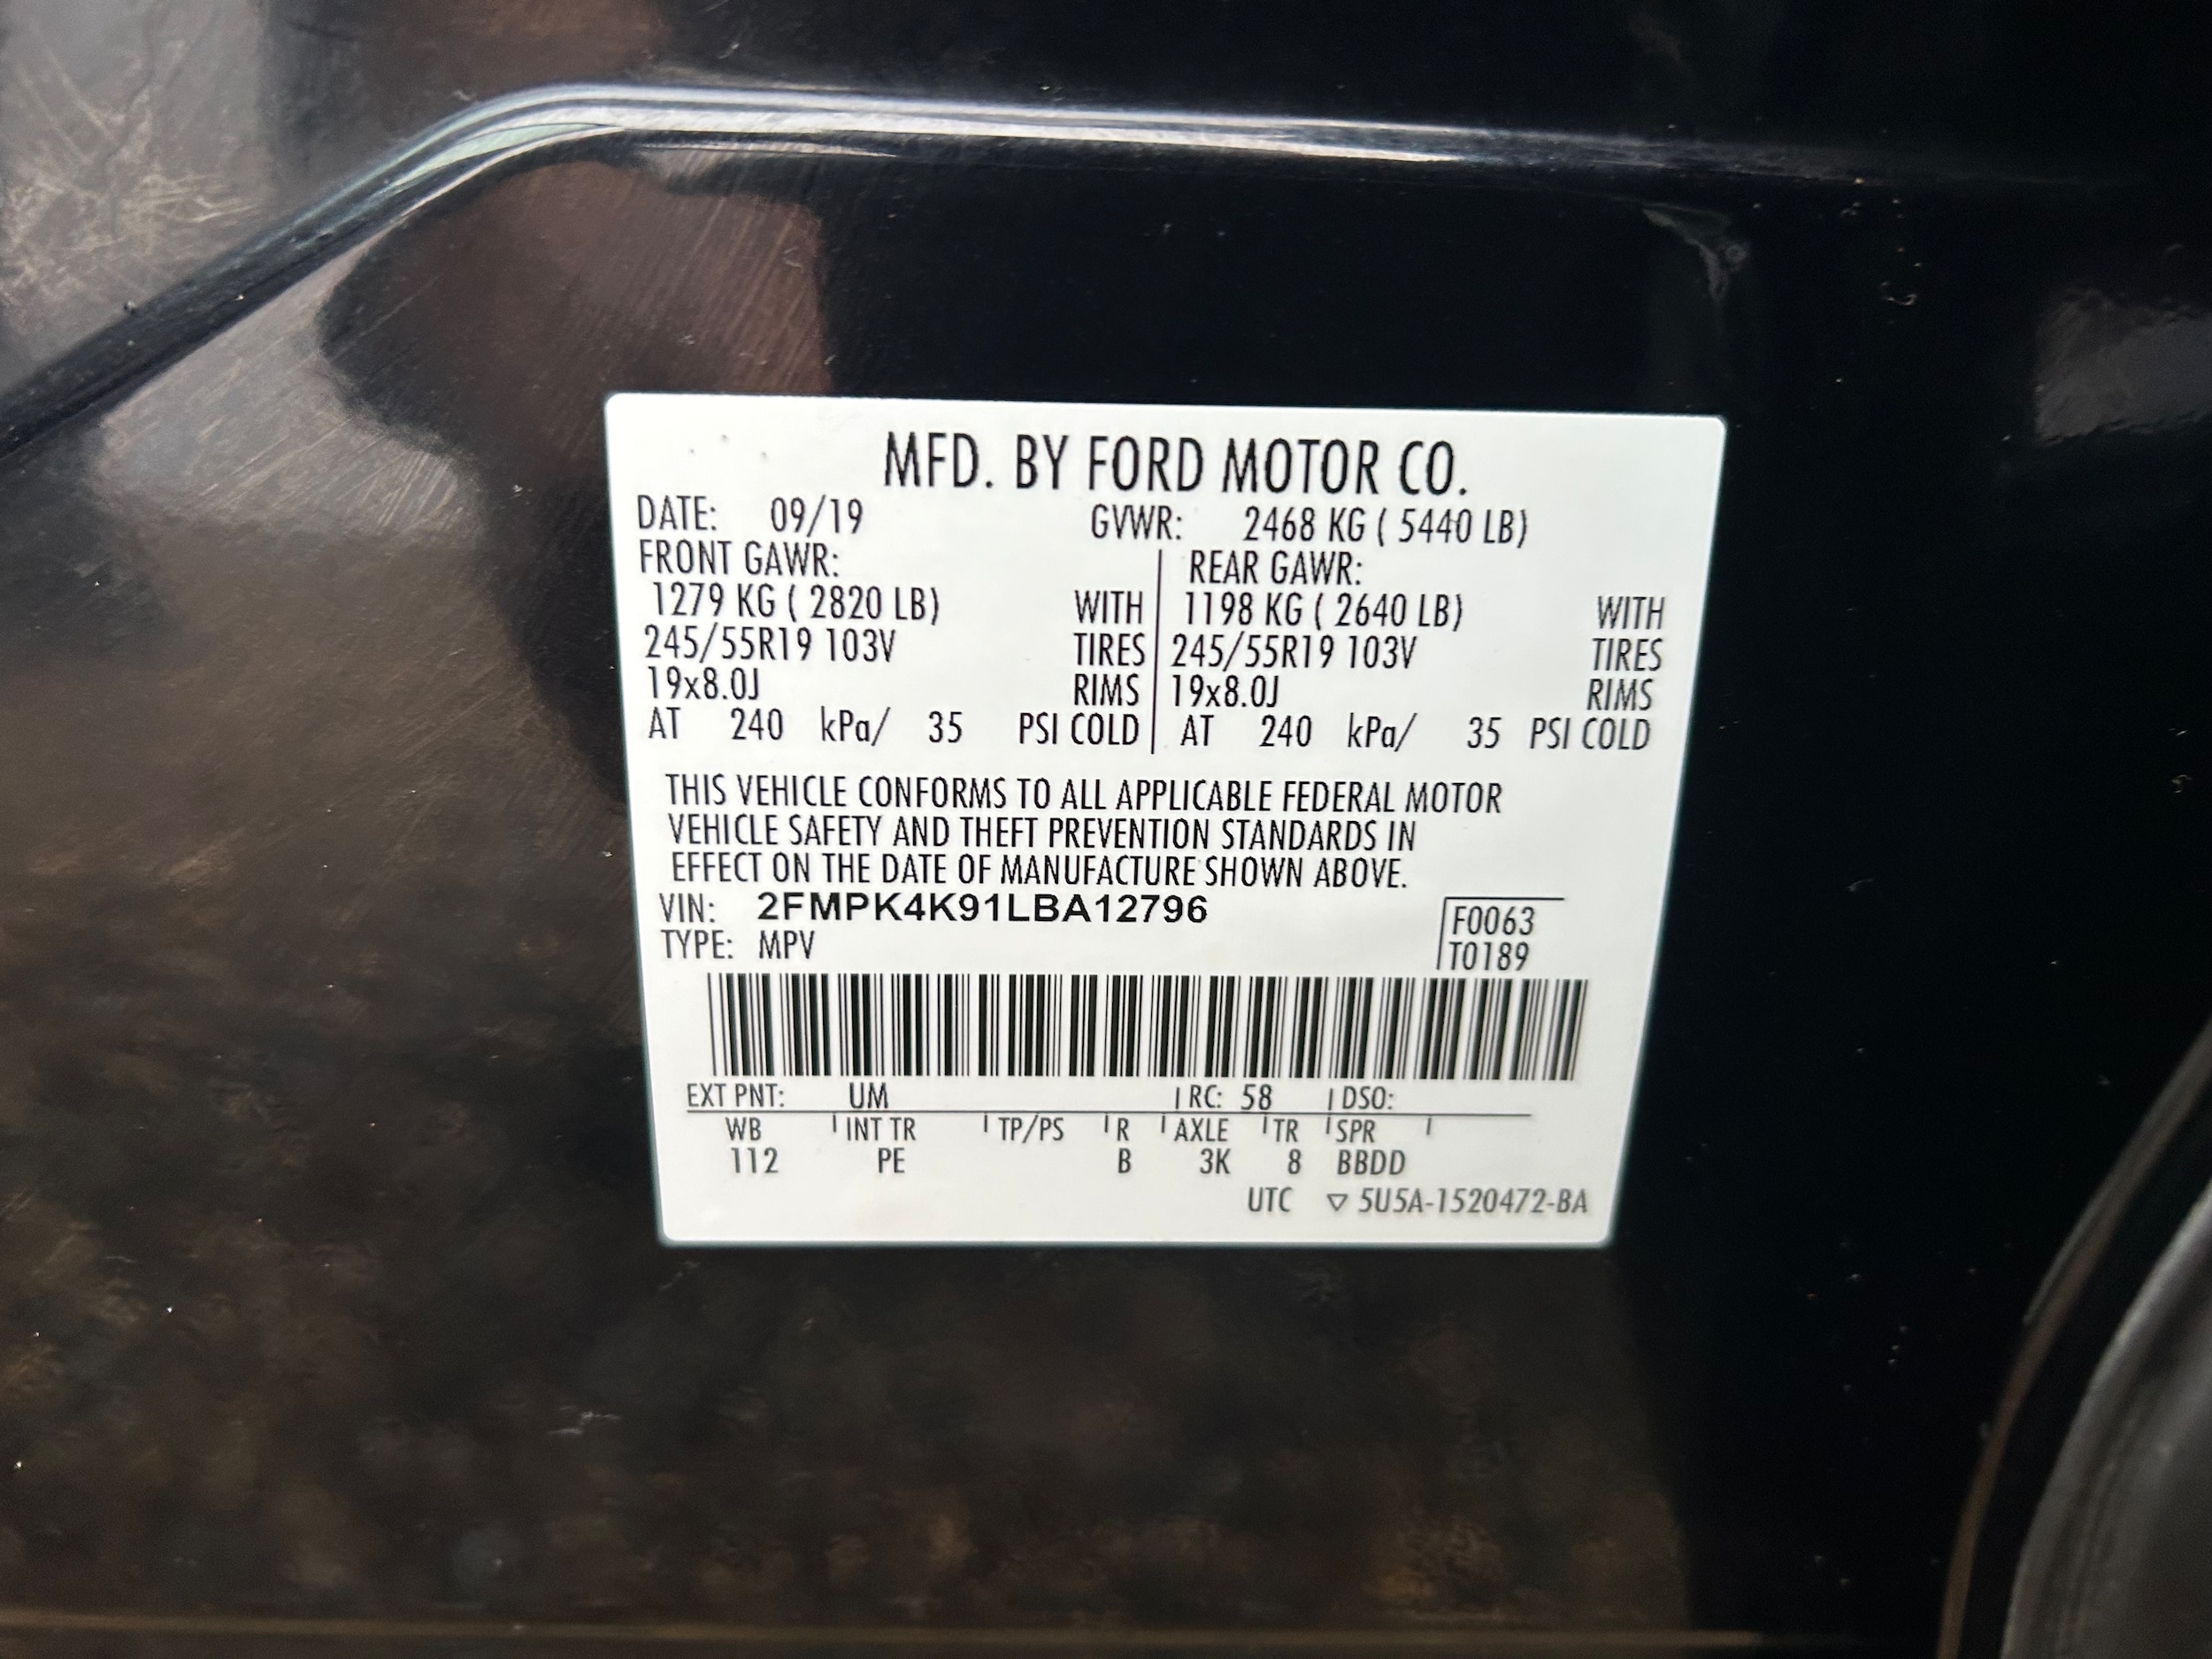 MFD. BY FORD MOTOR CO.
DATE: 09/19 GVWR: 2468 KG ( 5440 LB)
FRONT GAWR: REAR GAWR:
1279 KG ( 2820 LB) WITH 1198 KG ( 2640 LB) WITH
245/55R19 103V TIRES 245/55R19 103V TIRES
19x8.0J RIMS 19x8.0J RIMS
AT 240 kPa/ 35 PSI COLD AT 240 kPa/ 35 PSI COLD
THIS VEHICLE CONFORMS TO ALL APPLICABLE FEDERAL MOTOR
VEHICLE SAFETY AND THEFT PREVENTION STANDARDS IN
EFFECT ON THE DATE OF MANUFACTURE SHOWN ABOVE.
VIN: 2FMPK4K91LBA12796 F0063
TYPE: MPV T0189
EXT PNT: UM RC: 58 DSO:
WB INT TR TP/PS R AXLE TR SPR
112 PE B 3K 8 BBDD
UTC ▽ 5U5A-1520472-BA